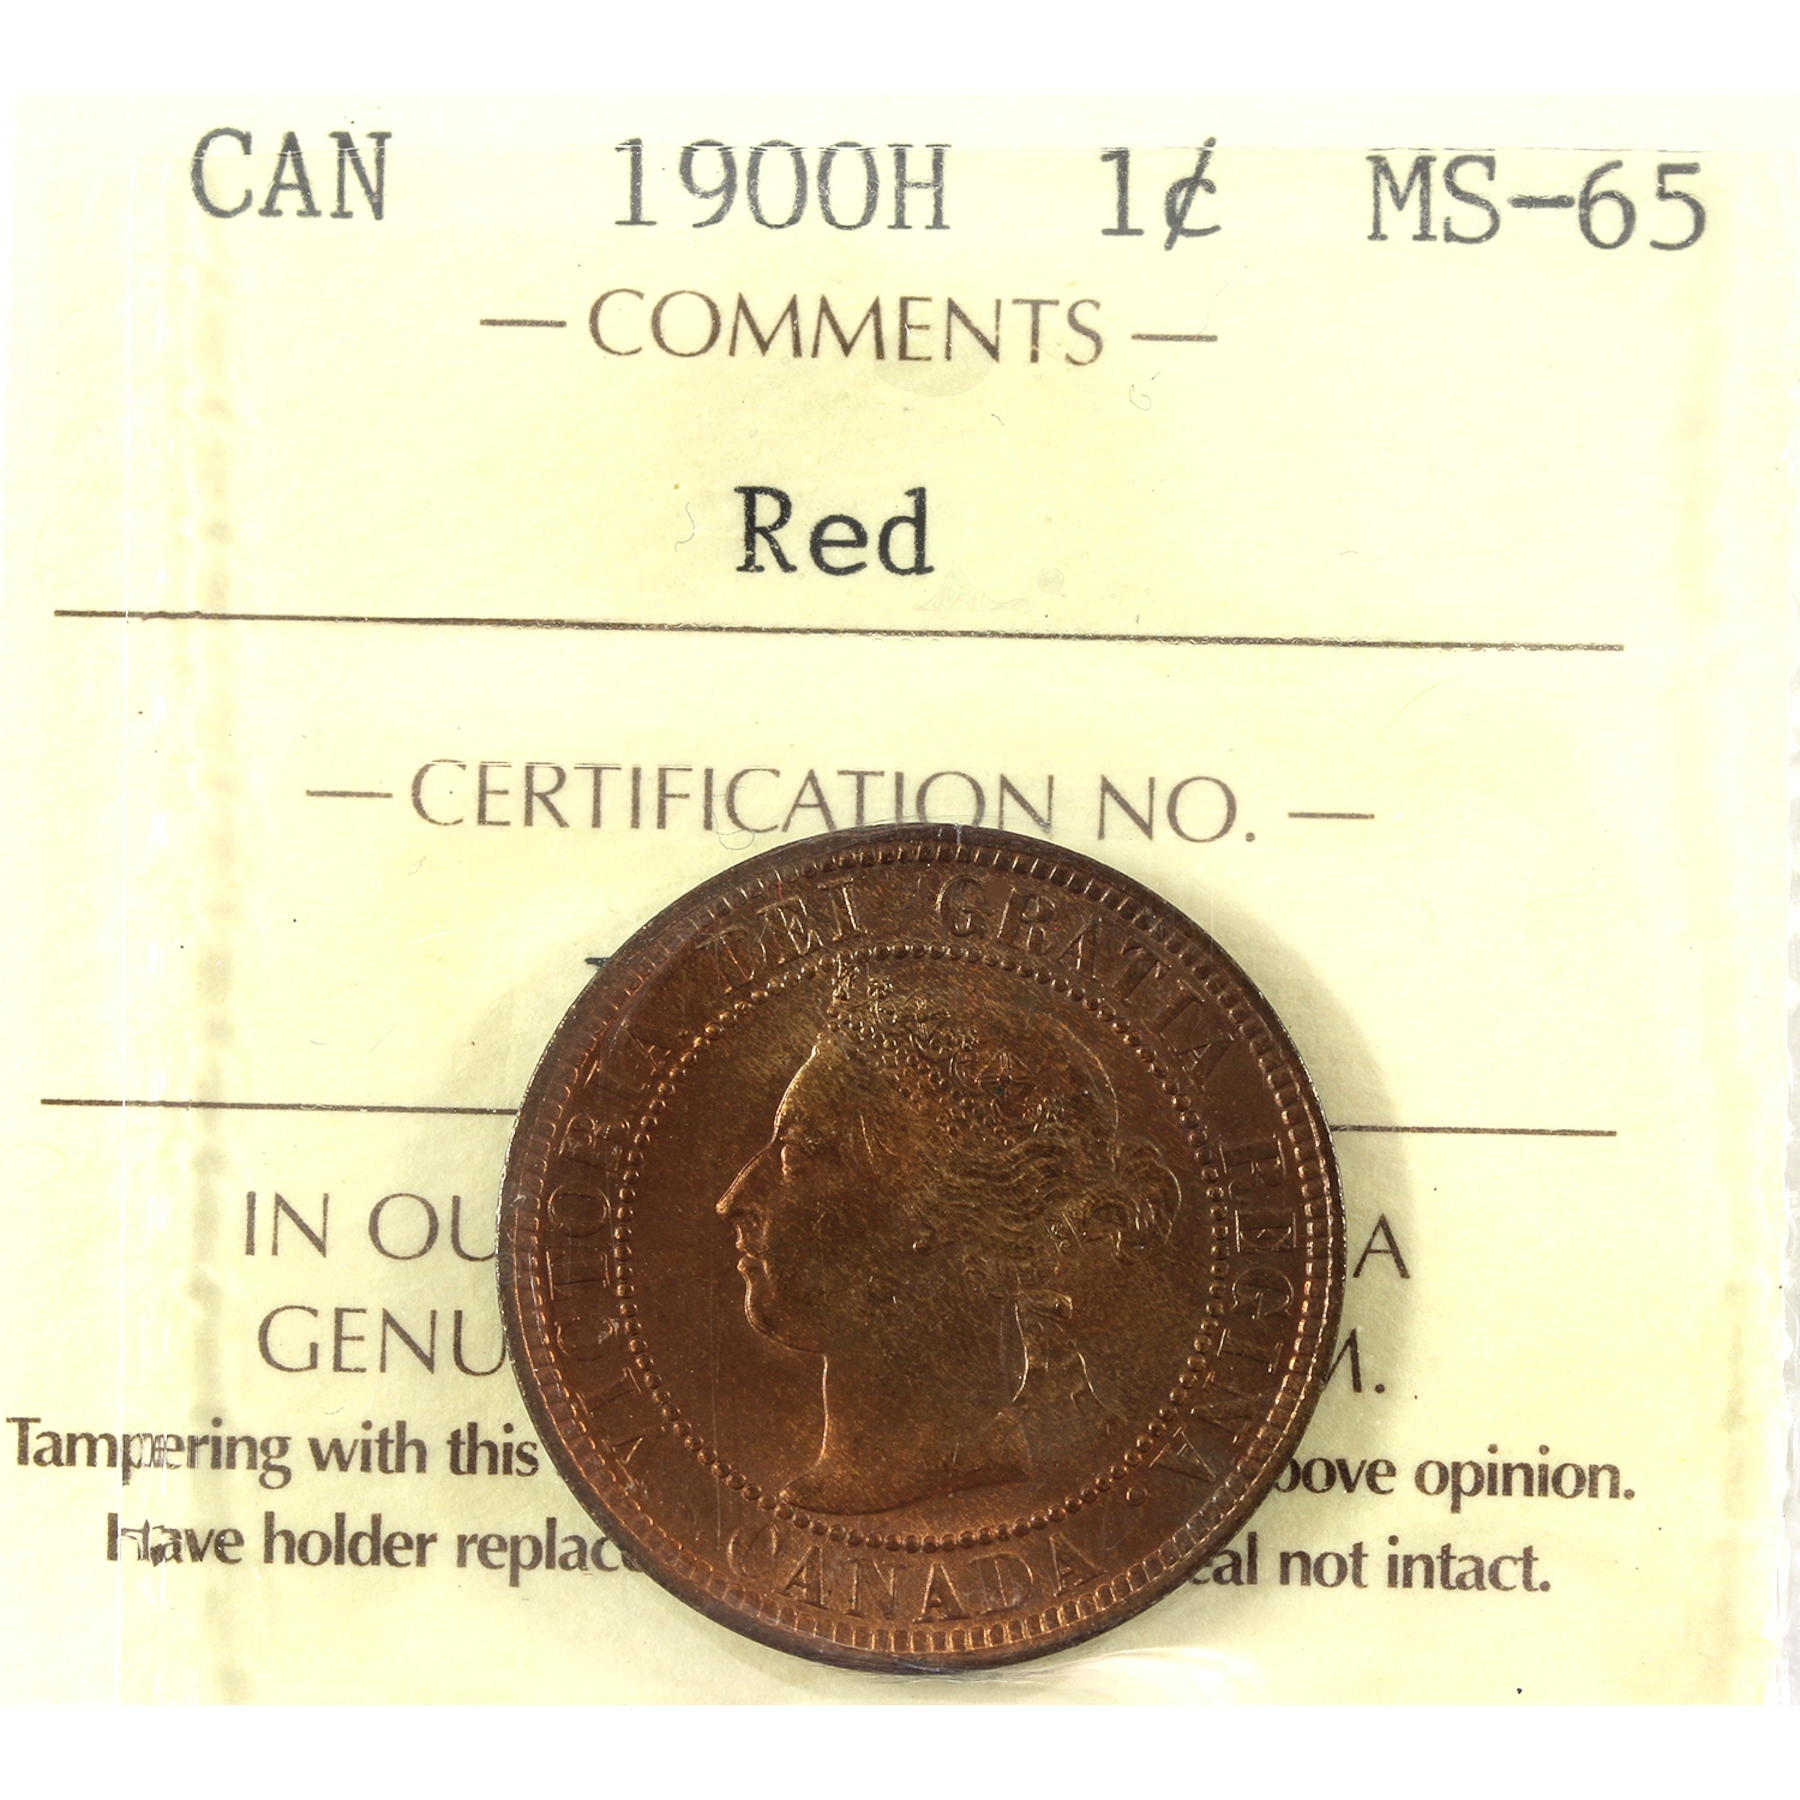 CAN 1900H 1¢ MS-65
— COMMENTS —
Red
— CERTIFICATION NO. —
VICTORIA DEI GRATIA REGINA.
CANADA
IN OU A
GENU M.
Tampering with this bove opinion.
Have holder replac eal not intact.